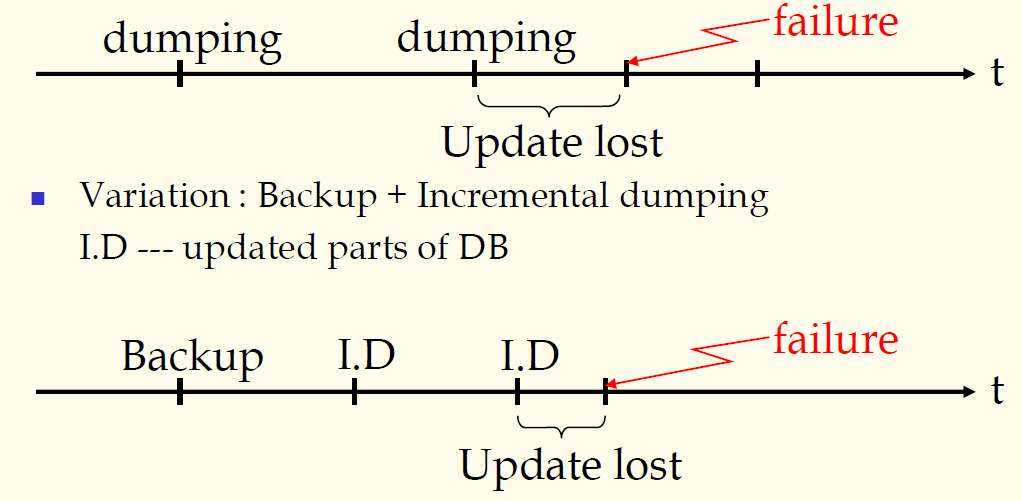 dumping dumping failure
t
Update lost
Variation : Backup + Incremental dumping
I.D --- updated parts of DB
Backup I.D I.D failure
t
Update lost